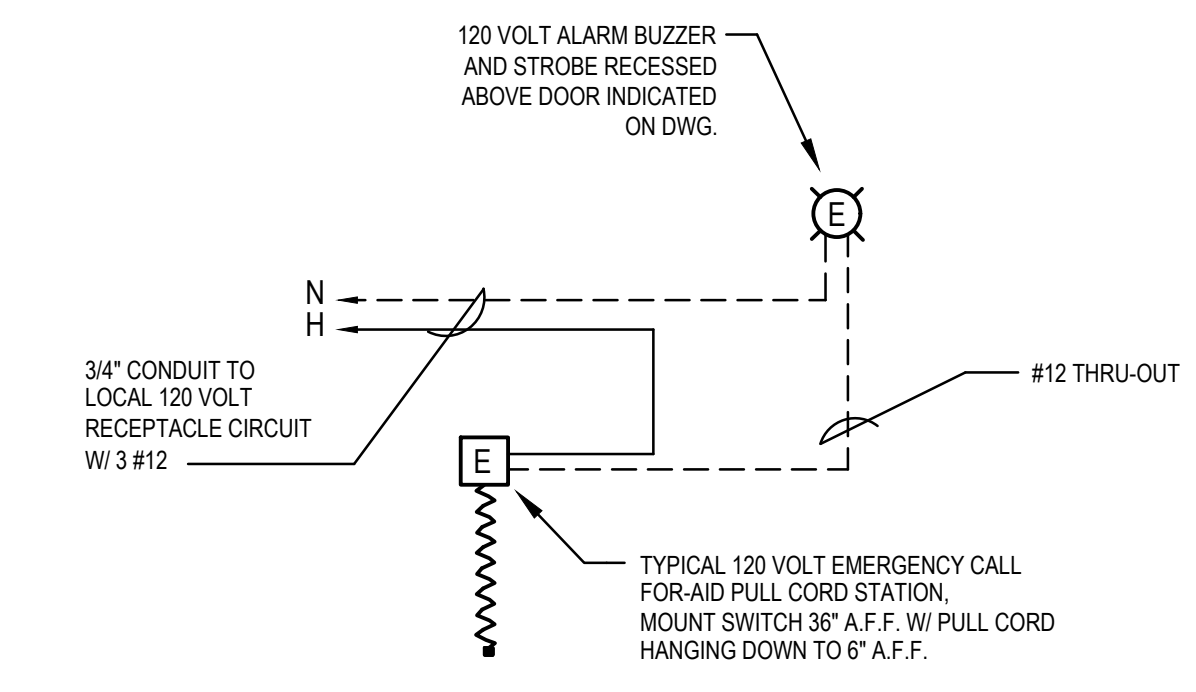 120 VOLT ALARM BUZZER
AND STROBE RECESSED
ABOVE DOOR INDICATED
ON DWG.
E
N
H
3/4" CONDUIT TO
LOCAL 120 VOLT
RECEPTACLE CIRCUIT
W/ 3 #12
#12 THRU-OUT
E
TYPICAL 120 VOLT EMERGENCY CALL
FOR-AID PULL CORD STATION,
MOUNT SWITCH 36" A.F.F. W/ PULL CORD
HANGING DOWN TO 6" A.F.F.